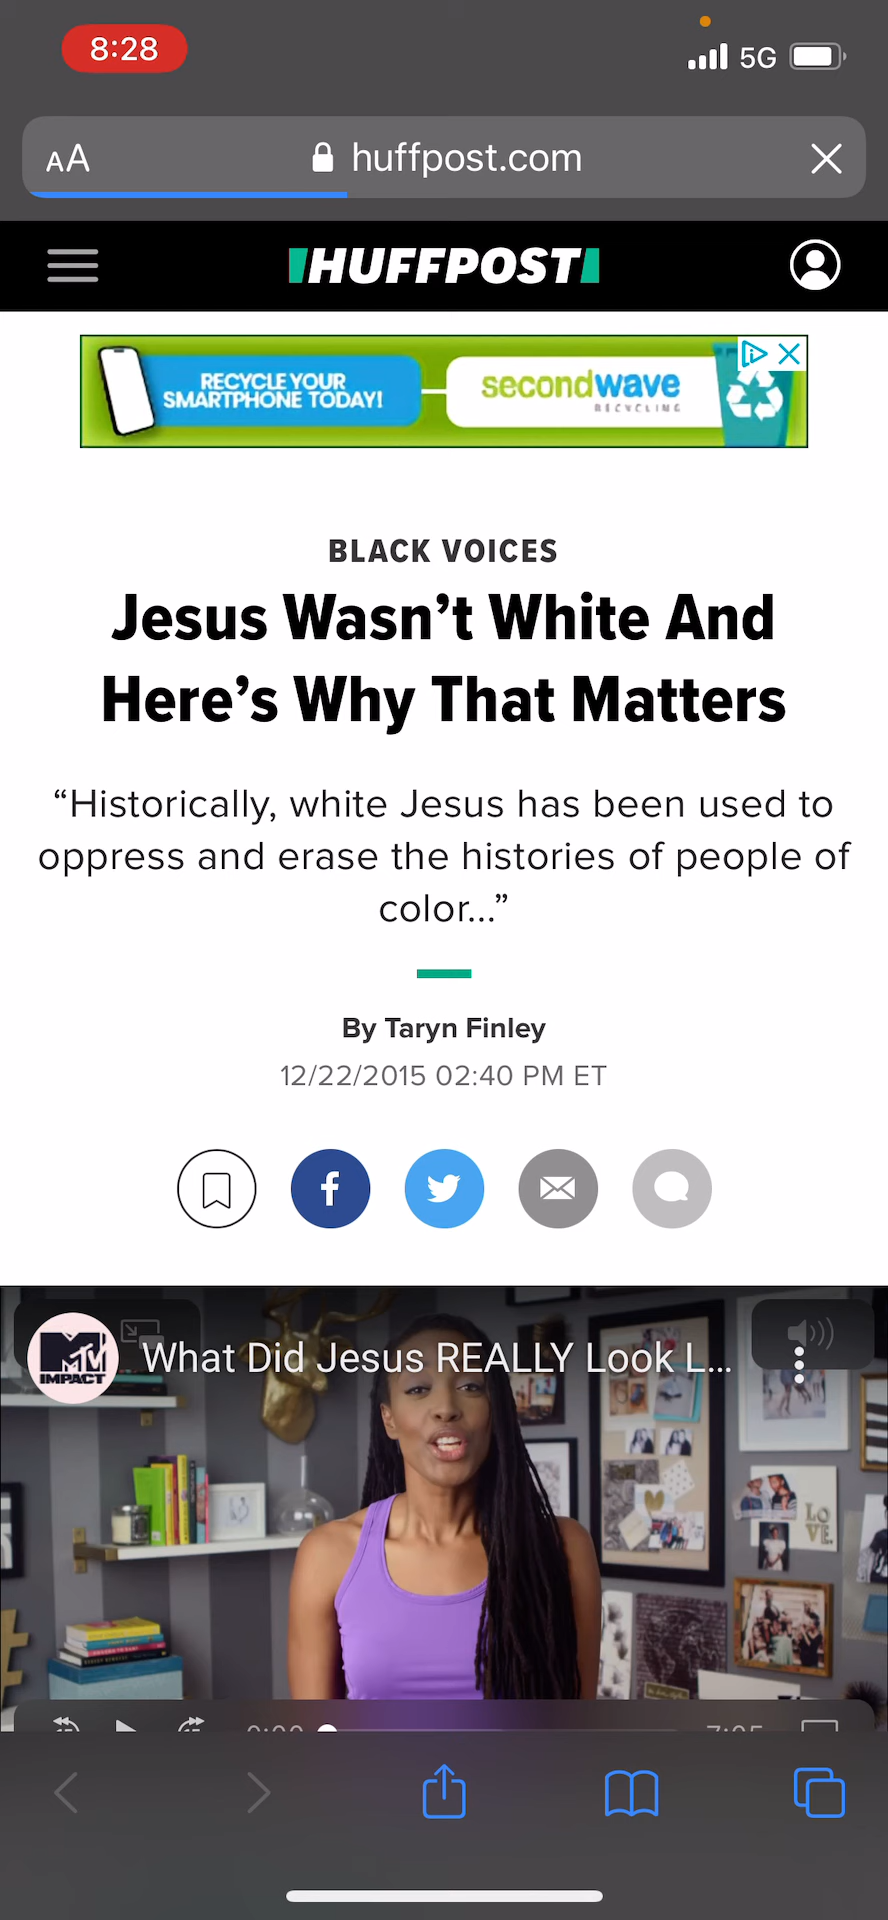 8:28
5G
AA
huffpost.com
HUFFPOST
RECYCLE YOUR
SMARTPHONE TODAY!
secondwave
RECYCLING
BLACK VOICES
Jesus Wasn’t White And
Here’s Why That Matters
“Historically, white Jesus has been used to
oppress and erase the histories of people of
color...”
By Taryn Finley
12/22/2015 02:40 PM ET
MTV
IMPACT
What Did Jesus REALLY Look L...
LO
VE.